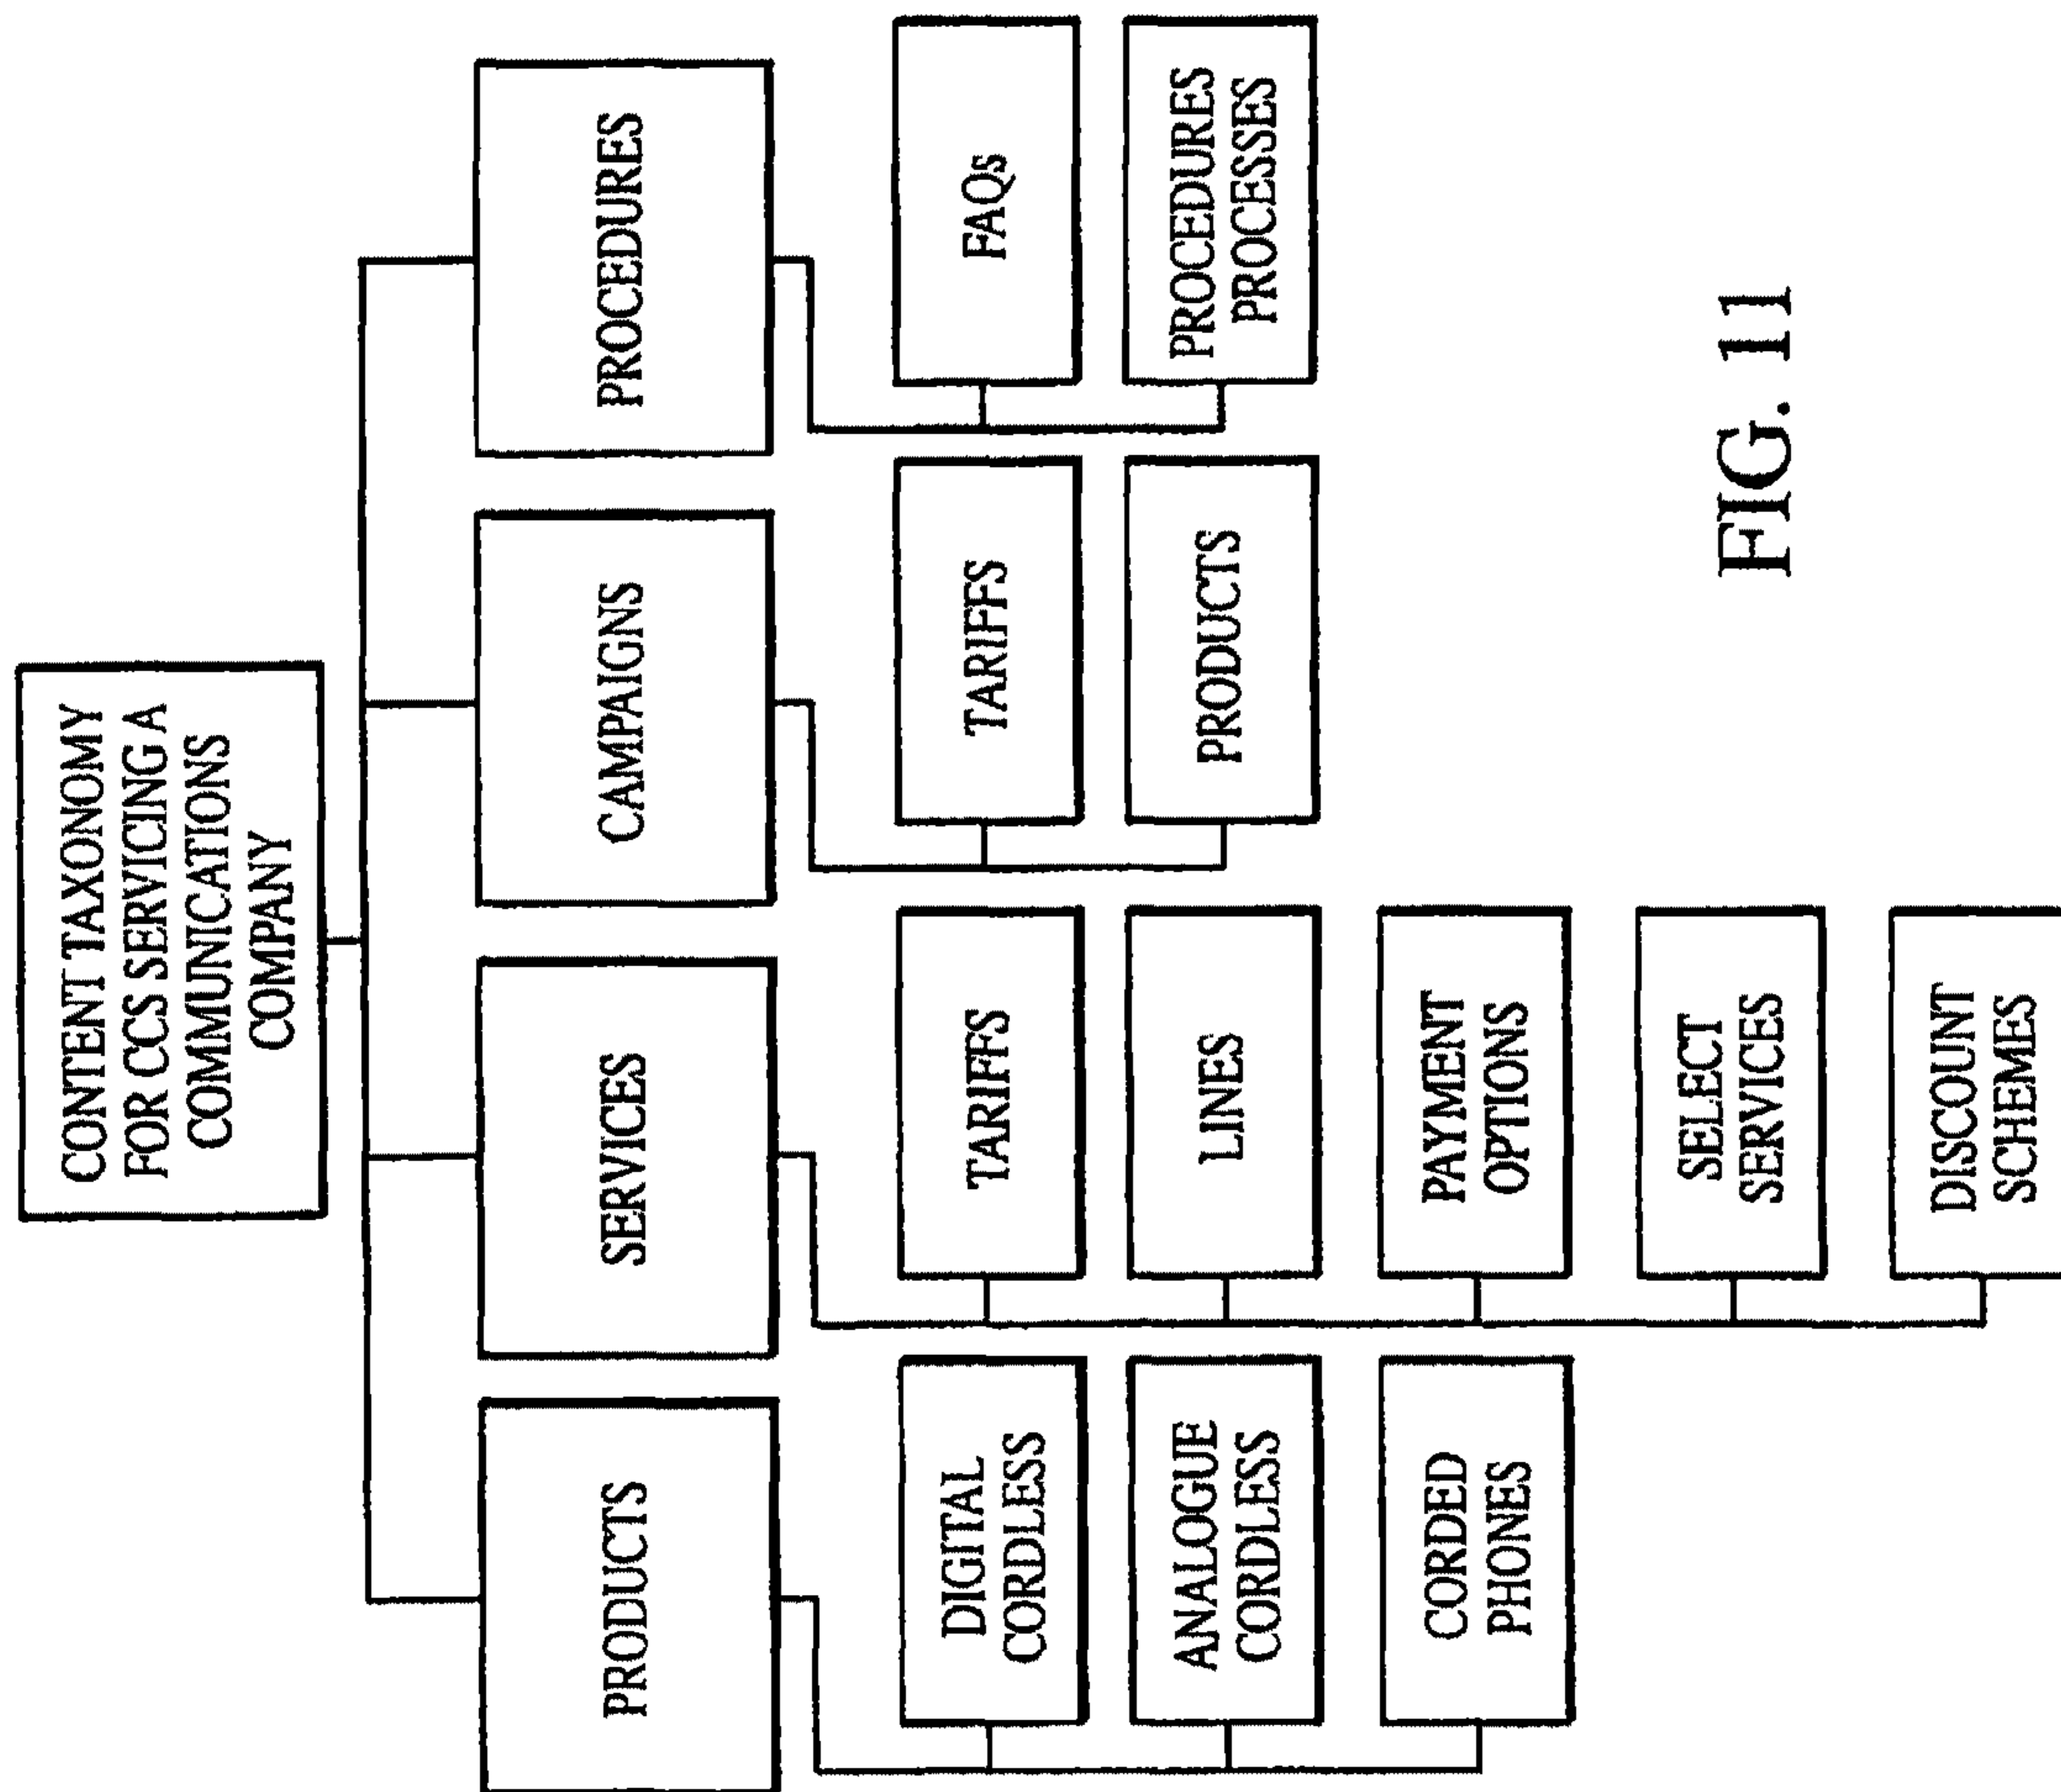 CONTENT TAXONOMY
FOR CCS SERVICING A
COMMUNICATIONS
COMPANY
PRODUCTS
SERVICES
CAMPAIGNS
PROCEDURES
DIGITAL
CORDLESS
ANALOGUE
CORDLESS
CORDED
PHONES
TARIFFS
LINES
PAYMENT
OPTIONS
SELECT
SERVICES
DISCOUNT
SCHEMES
TARIFFS
PRODUCTS
FAQs
PROCEDURES
PROCESSES
FIG. 11